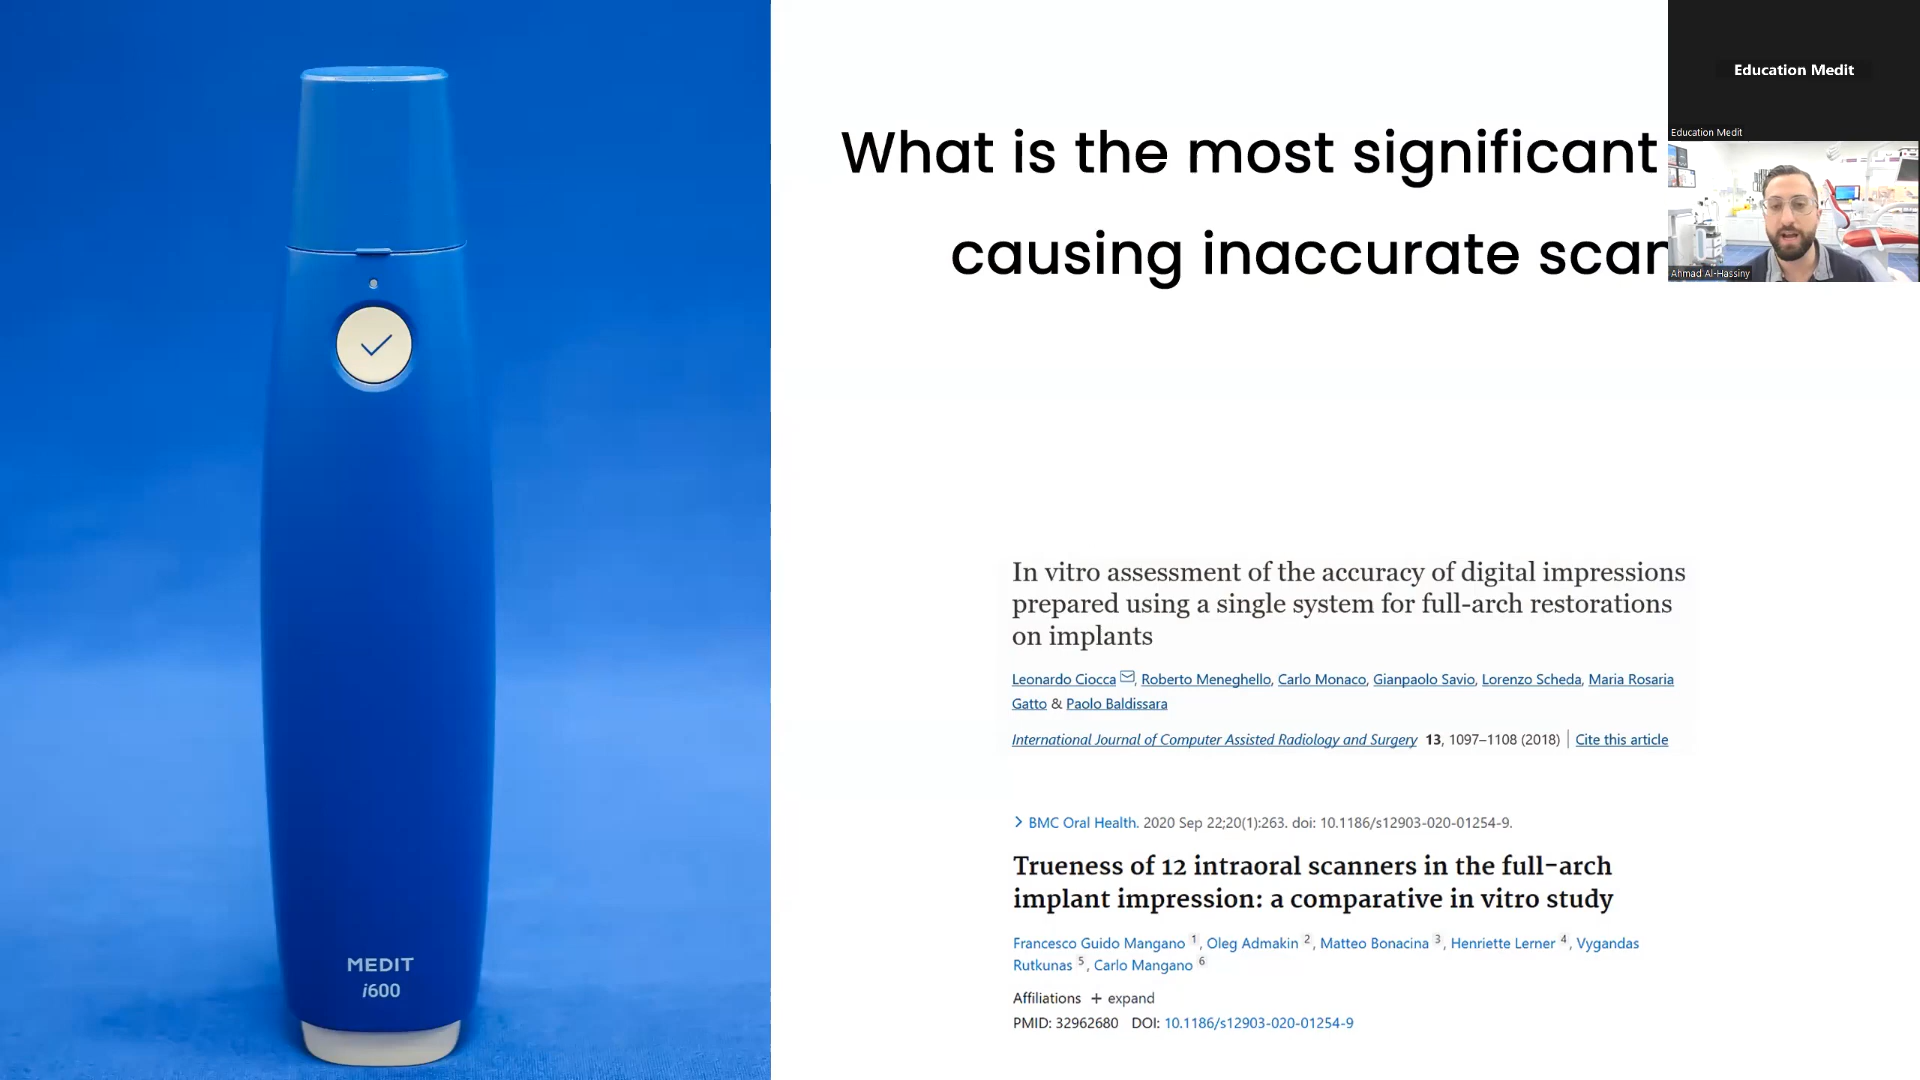 What is the most significant
causing inaccurate scan
Education Medit
Education Medit
Ahmad Al-Hassiny
In vitro assessment of the accuracy of digital impressions
prepared using a single system for full-arch restorations
on implants
Leonardo Ciocca, Roberto Meneghello, Carlo Monaco, Gianpaolo Savio, Lorenzo Scheda, Maria Rosaria
Gatto & Paolo Baldissara
International Journal of Computer Assisted Radiology and Surgery 13, 1097–1108 (2018) | Cite this article
> BMC Oral Health. 2020 Sep 22;20(1):263. doi: 10.1186/s12903-020-01254-9.
Trueness of 12 intraoral scanners in the full-arch
implant impression: a comparative in vitro study
Francesco Guido Mangano 1, Oleg Admakin 2, Matteo Bonacina 3, Henriette Lerner 4, Vygandas
Rutkunas 5, Carlo Mangano 6
Affiliations + expand
PMID: 32962680 DOI: 10.1186/s12903-020-01254-9
MEDIT
i600